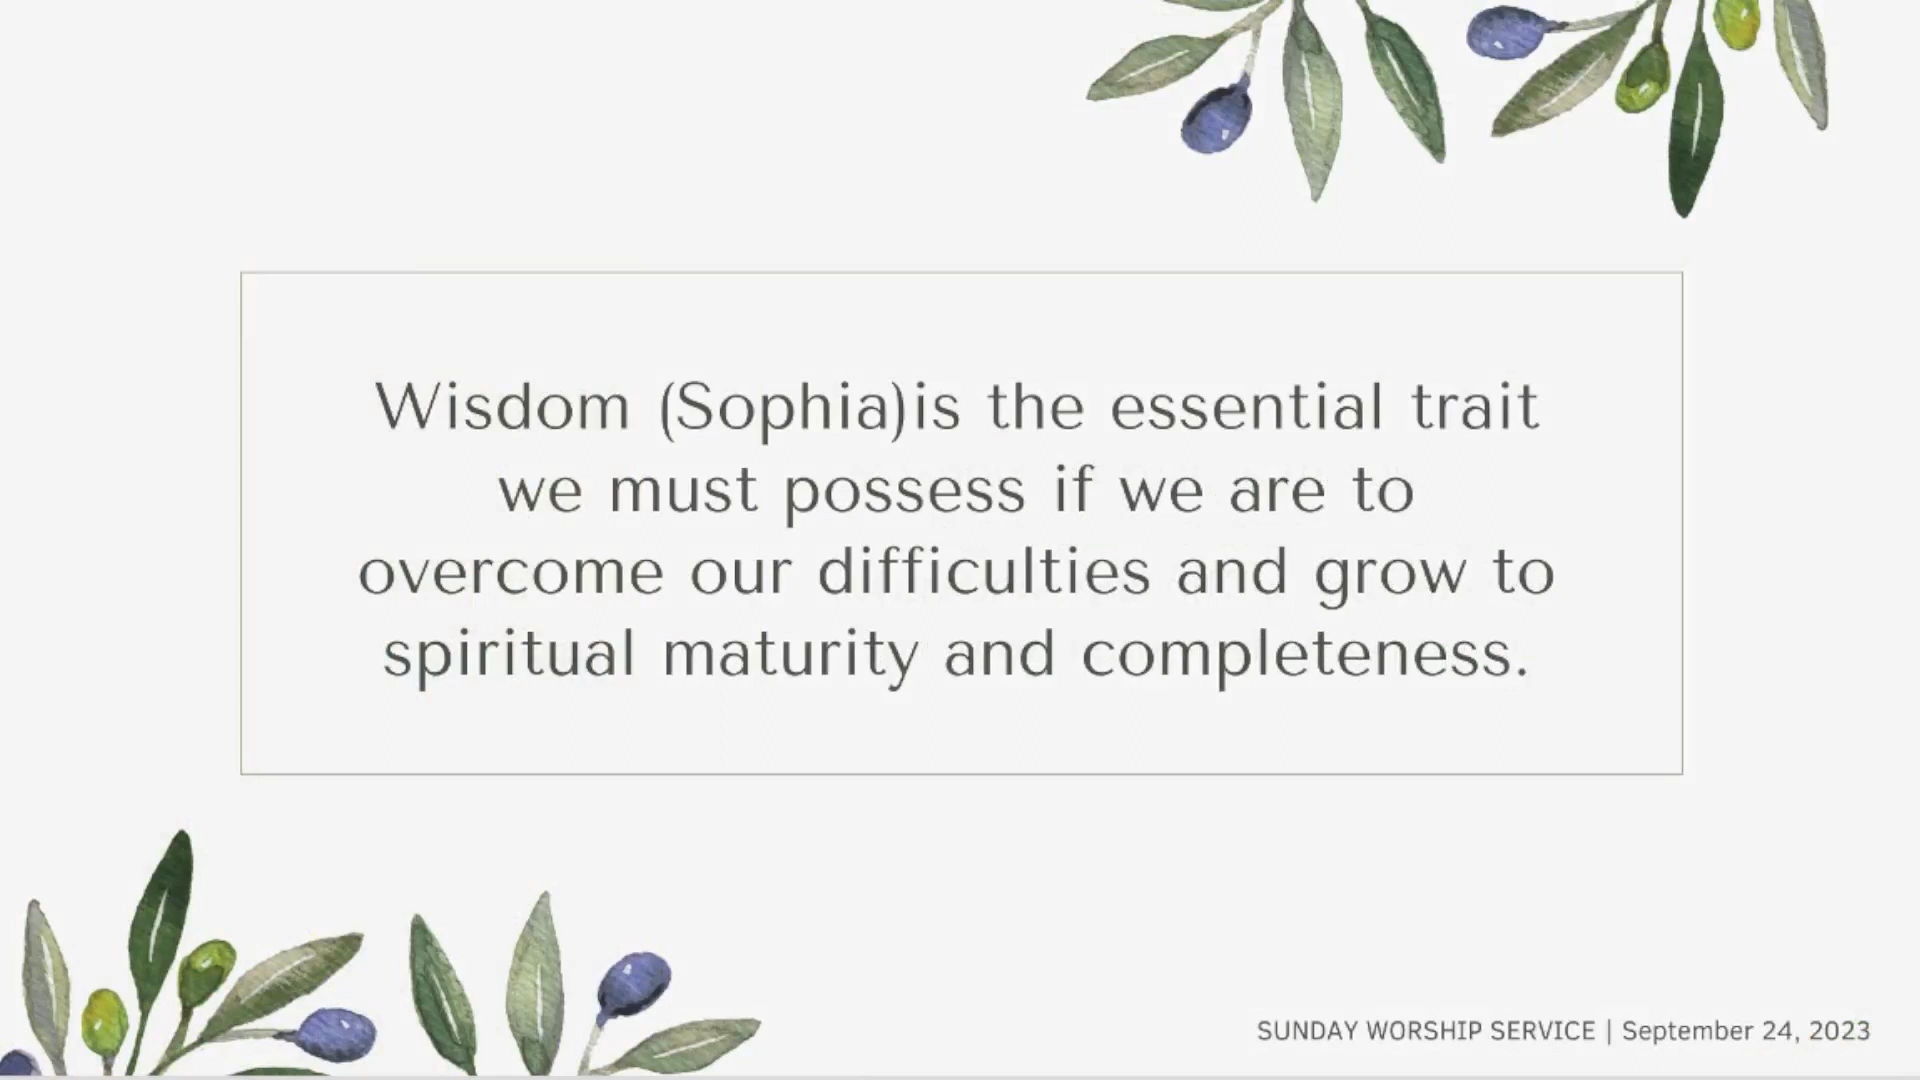 Wisdom (Sophia)is the essential trait
we must possess if we are to
overcome our difficulties and grow to
spiritual maturity and completeness.
SUNDAY WORSHIP SERVICE | September 24, 2023